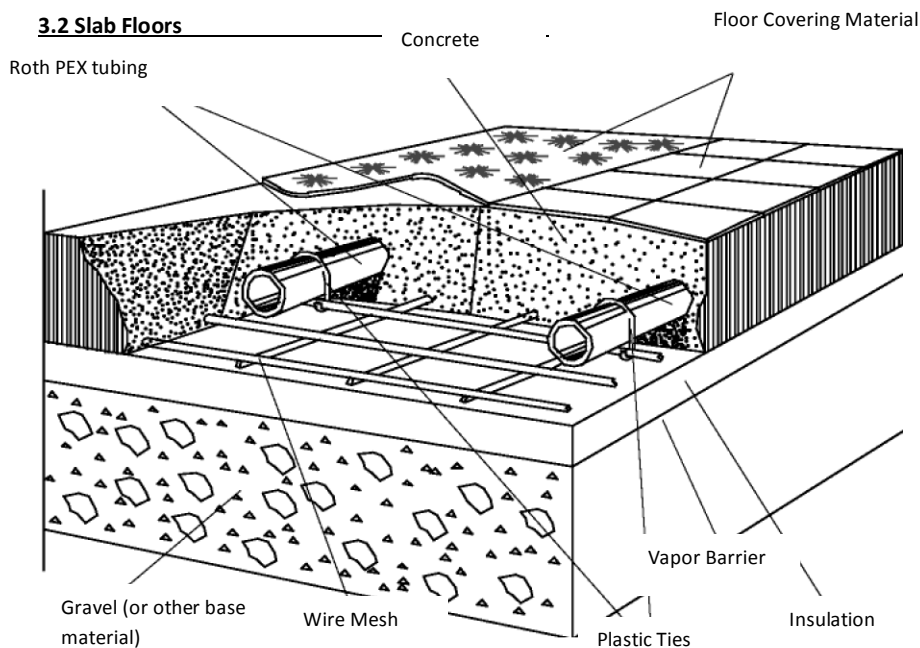 3.2 Slab Floors
Floor Covering Material
Concrete
Roth PEX tubing
Vapor Barrier
Gravel (or other base
material)
Wire Mesh
Insulation
Plastic Ties